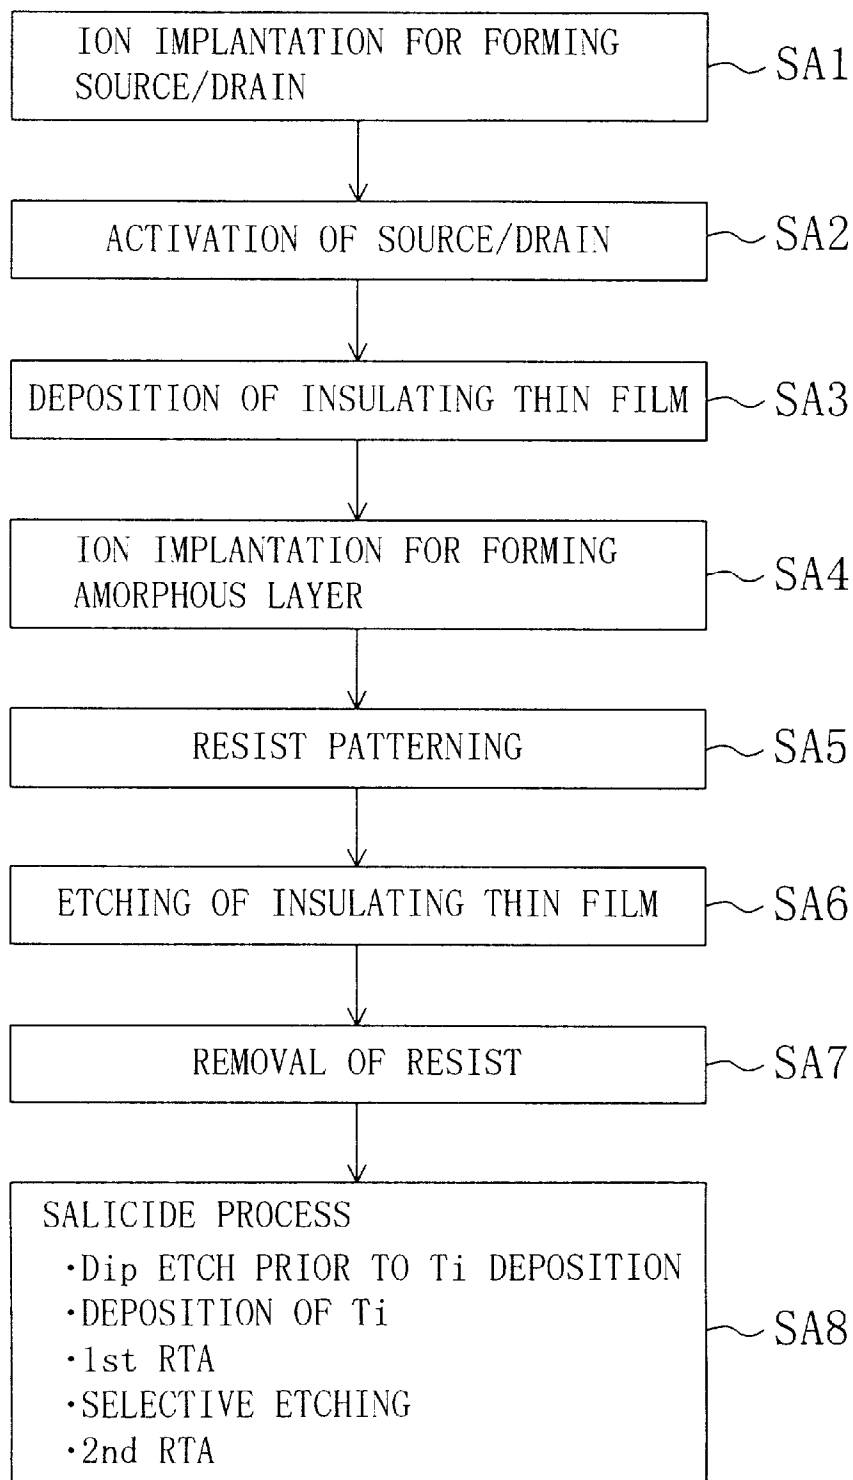 ION IMPLANTATION FOR FORMING
SOURCE/DRAIN
SA1
ACTIVATION OF SOURCE/DRAIN
SA2
DEPOSITION OF INSULATING THIN FILM
SA3
ION IMPLANTATION FOR FORMING
AMORPHOUS LAYER
SA4
RESIST PATTERNING
SA5
ETCHING OF INSULATING THIN FILM
SA6
REMOVAL OF RESIST
SA7
SALICIDE PROCESS
·Dip ETCH PRIOR TO Ti DEPOSITION
·DEPOSITION OF Ti
·1st RTA
·SELECTIVE ETCHING
·2nd RTA
SA8